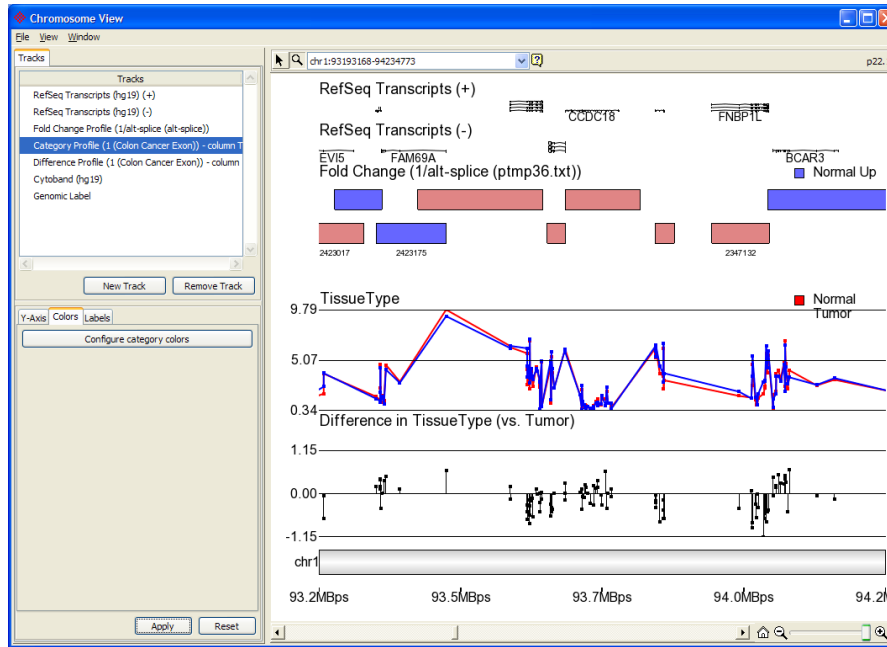 Chromosome View
File View Window
Tracks
Tracks
RefSeq Transcripts (hg19) (+)
RefSeq Transcripts (hg19) (-)
Fold Change Profile (1/alt-splice (alt-splice))
Category Profile (1 (Colon Cancer Exon)) - column T
Difference Profile (1 (Colon Cancer Exon)) - column
Cytoband (hg19)
Genomic Label
New Track Remove Track
Y-Axis Colors Labels
Configure category colors
Apply Reset
chr1:93193168-94234773
p22.
RefSeq Transcripts (+)
CCDC18 FNBP1L
RefSeq Transcripts (-)
EVI5 FAM69A BCAR3
Fold Change (1/alt-splice (ptmp36.txt))
Normal Up
2423017 2423175 2347132
TissueType
Normal
Tumor
9.79
5.07
0.34
Difference in TissueType (vs. Tumor)
1.15
0.00
-1.15
chr1
93.2MBps 93.5MBps 93.7MBps 94.0MBps 94.2M